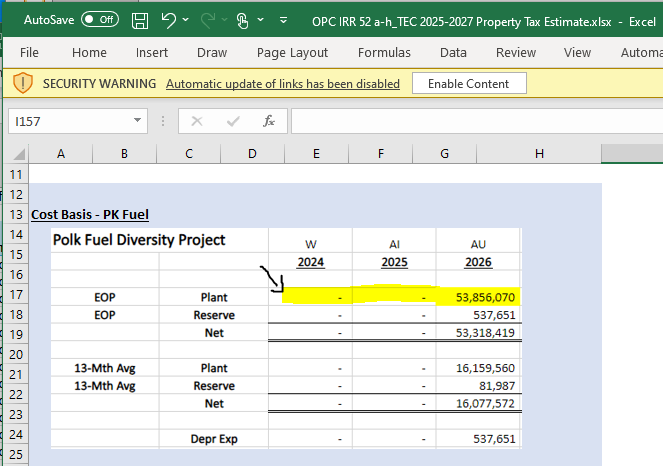 AutoSave Off OPC IRR 52 a-h_TEC 2025-2027 Property Tax Estimate.xlsx - Excel
File Home Insert Draw Page Layout Formulas Data Review View Automa
SECURITY WARNING Automatic update of links has been disabled Enable Content
I157 fx
A B C D E F G H
11
12
13 Cost Basis - PK Fuel
14 Polk Fuel Diversity Project W AI AU
15 2024 2025 2026
16
17 EOP Plant - - 53,856,070
18 EOP Reserve - - 537,651
19 Net - - 53,318,419
20
21 13-Mth Avg Plant - - 16,159,560
22 13-Mth Avg Reserve - - 81,987
23 Net - - 16,077,572
24 Depr Exp - - 537,651
25